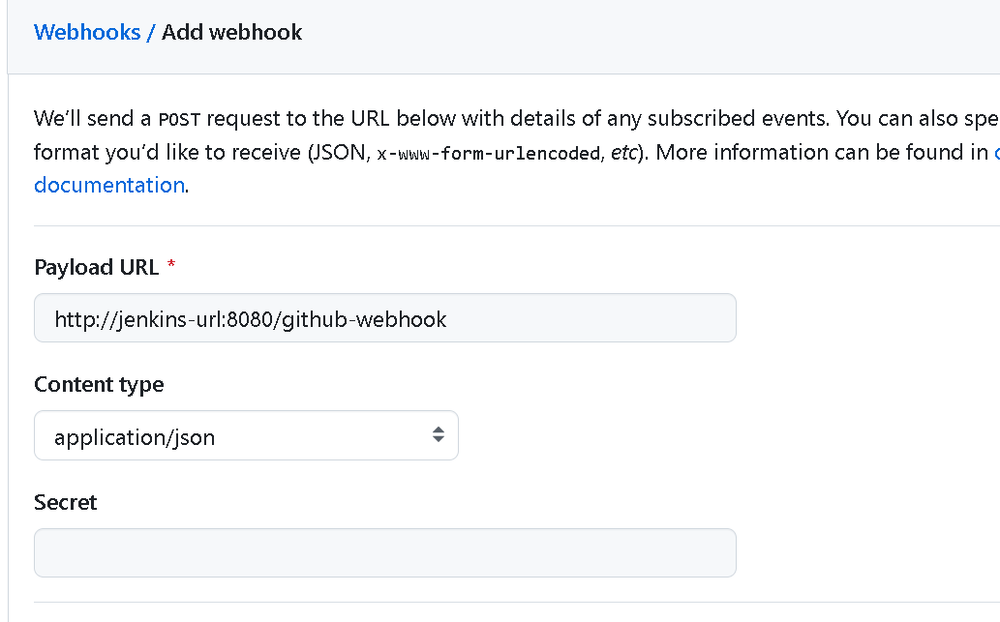 Webhooks / Add webhook
We’ll send a POST request to the URL below with details of any subscribed events. You can also spe
format you’d like to receive (JSON, x-www-form-urlencoded, etc). More information can be found in
documentation.
Payload URL *
http://jenkins-url:8080/github-webhook
Content type
application/json
Secret